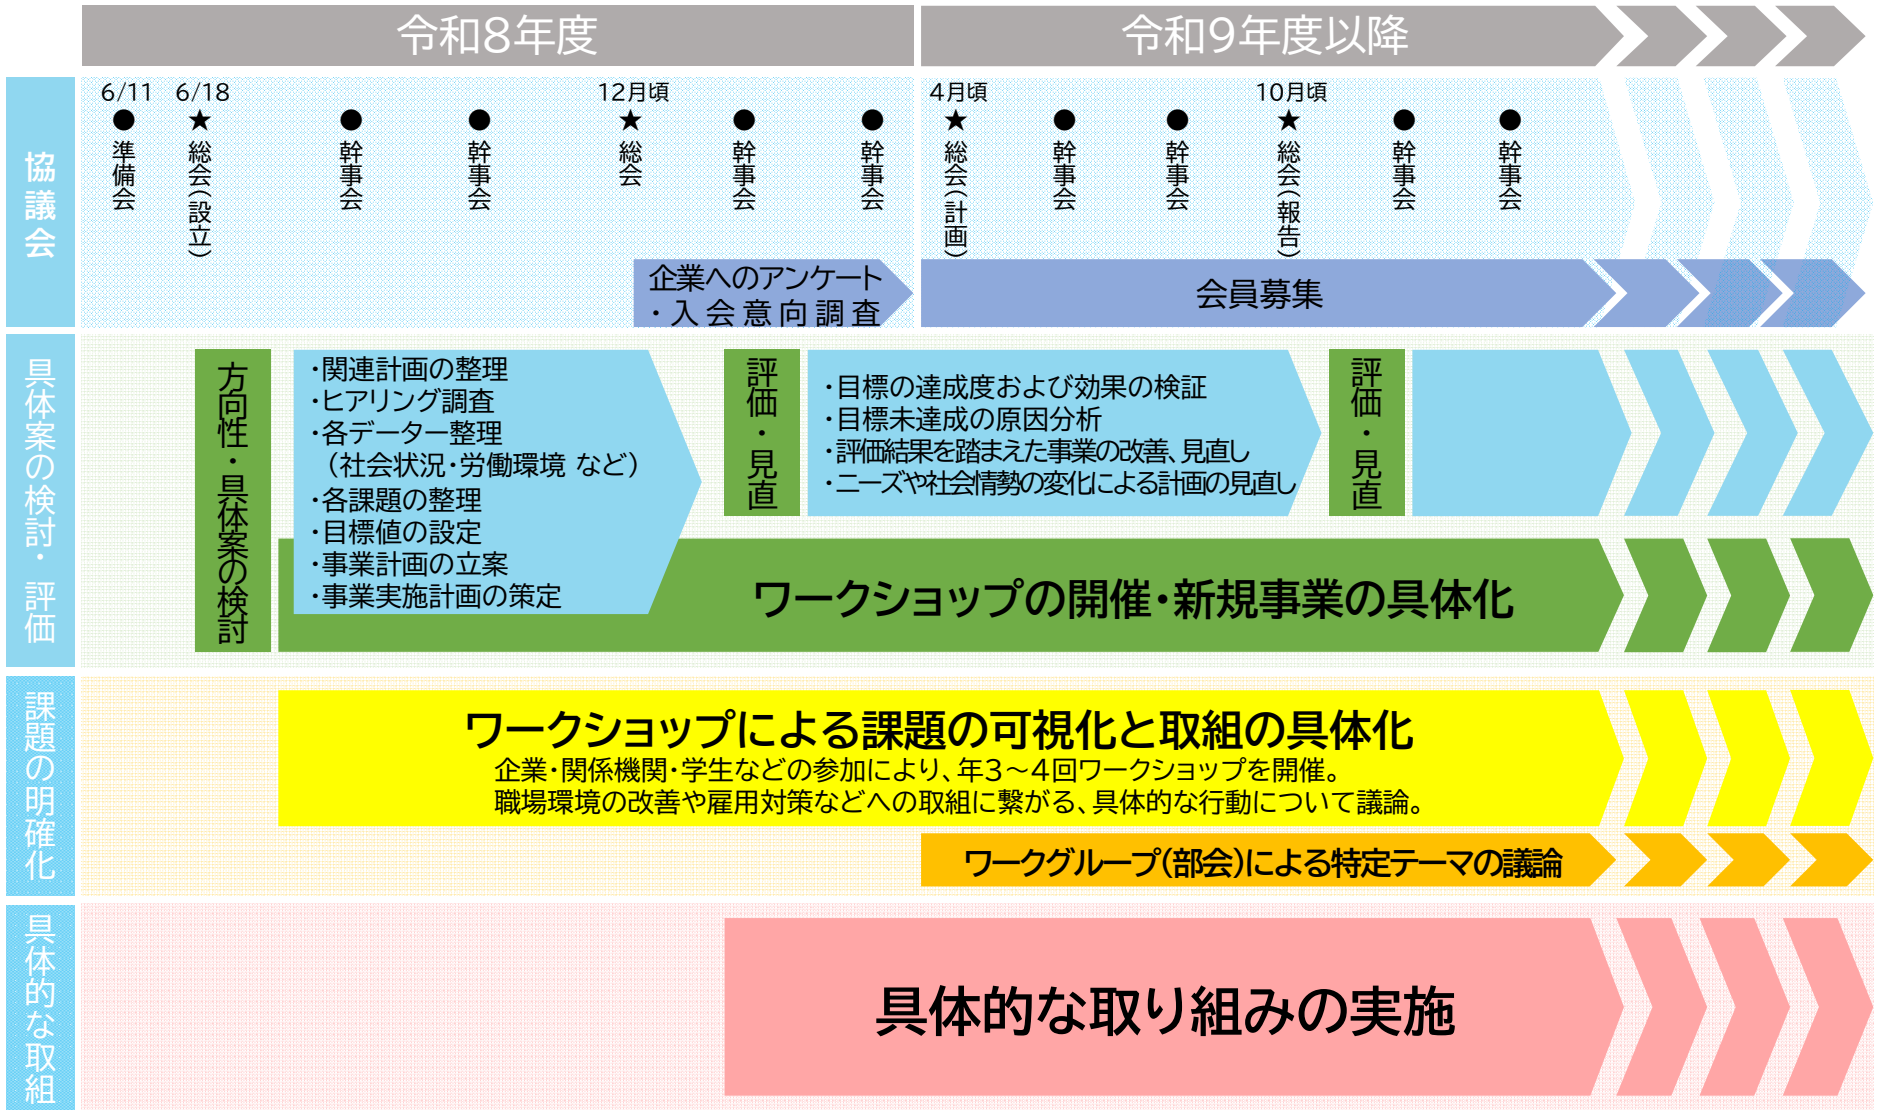 令和8年度
令和9年度以降
協議会
6/11
6/18
12月頃
4月頃
10月頃
●
★
●
●
★
●
●
★
●
●
★
●
●
準備会
総会(設立)
幹事会
幹事会
総会
幹事会
幹事会
総会(計画)
幹事会
幹事会
総会(報告)
幹事会
幹事会
企業へのアンケート
・入会意向調査
会員募集
具体案の検討・評価
方向性・具体案の検討
・関連計画の整理
・ヒアリング調査
・各データー整理
（社会状況・労働環境 など）
・各課題の整理
・目標値の設定
・事業計画の立案
・事業実施計画の策定
評価・見直
・目標の達成度および効果の検証
・目標未達成の原因分析
・評価結果を踏まえた事業の改善、見直し
・ニーズや社会情勢の変化による計画の見直し
評価・見直
ワークショップの開催・新規事業の具体化
課題の明確化
ワークショップによる課題の可視化と取組の具体化
企業・関係機関・学生などの参加により、年3～4回ワークショップを開催。
職場環境の改善や雇用対策などへの取組に繋がる、具体的な行動について議論。
ワークグループ(部会)による特定テーマの議論
具体的な取組
具体的な取り組みの実施